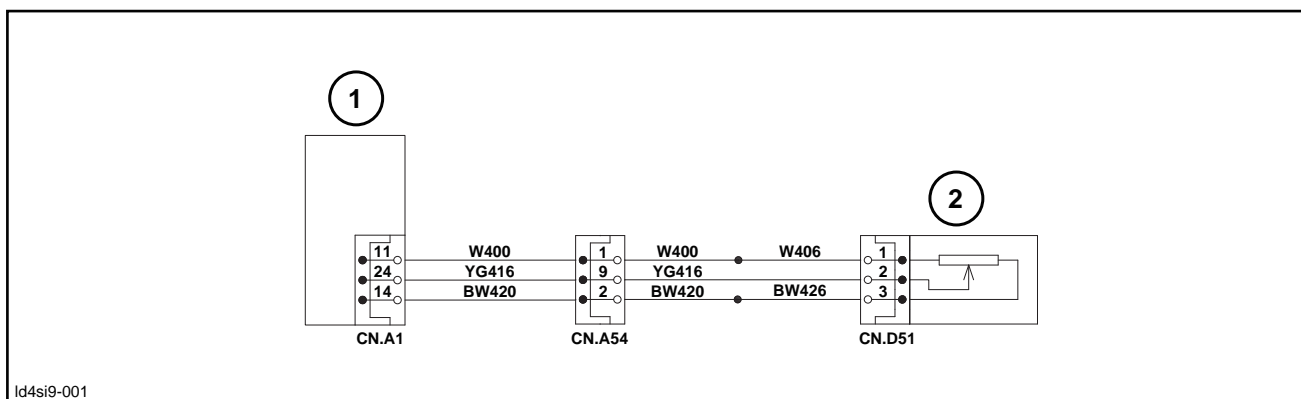 1
2
11 W400 1 W400 W406 1
24 YG416 9 YG416 2
14 BW420 2 BW420 BW426 3
CN.A1 CN.A54 CN.D51
ld4si9-001